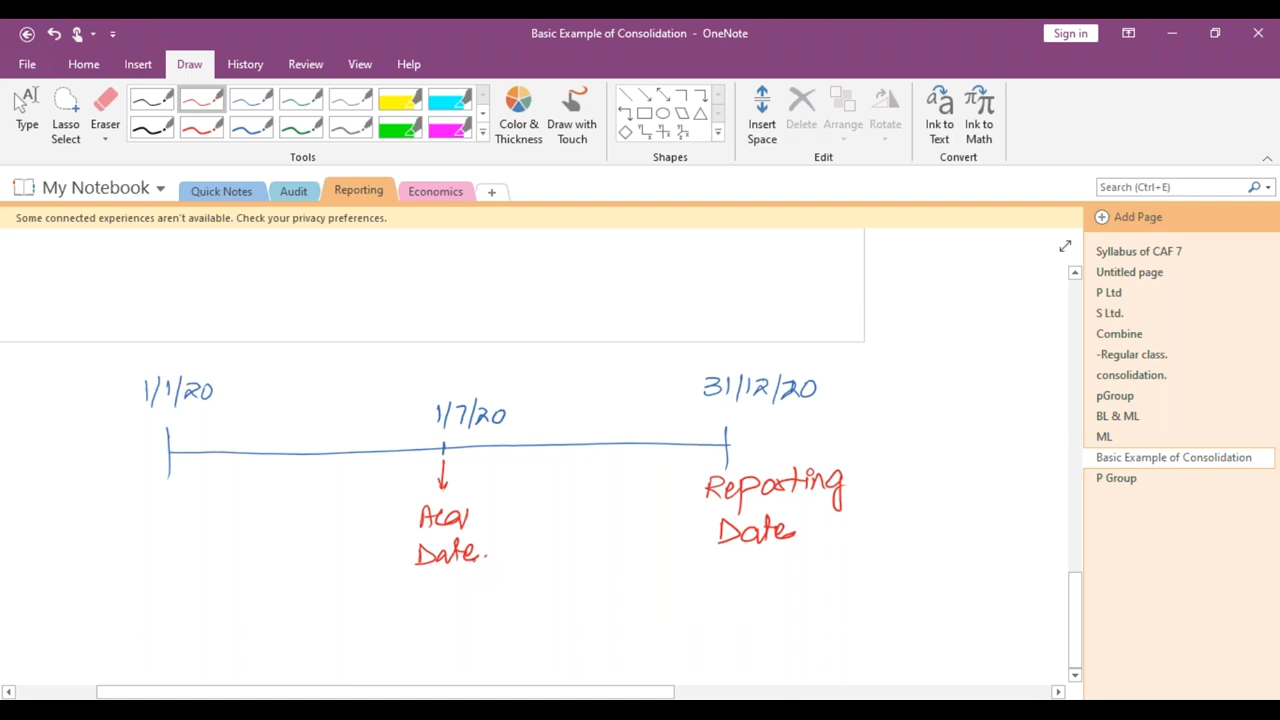 Basic Example of Consolidation - OneNote
Sign in
File Home Insert Draw History Review View Help
Type
Lasso Select
Eraser
Color & Thickness
Draw with Touch
Insert Space
Delete
Arrange
Rotate
Ink to Text
Ink to Math
Tools
Shapes
Edit
Convert
My Notebook
Quick Notes
Audit
Reporting
Economics
Search (Ctrl+E)
Some connected experiences aren't available. Check your privacy preferences.
Add Page
Syllabus of CAF 7
Untitled page
P Ltd
S Ltd.
Combine
-Regular class.
consolidation.
pGroup
BL & ML
ML
Basic Example of Consolidation
P Group
1/1/20
1/7/20
31/12/20
Date.
Reporting
Date